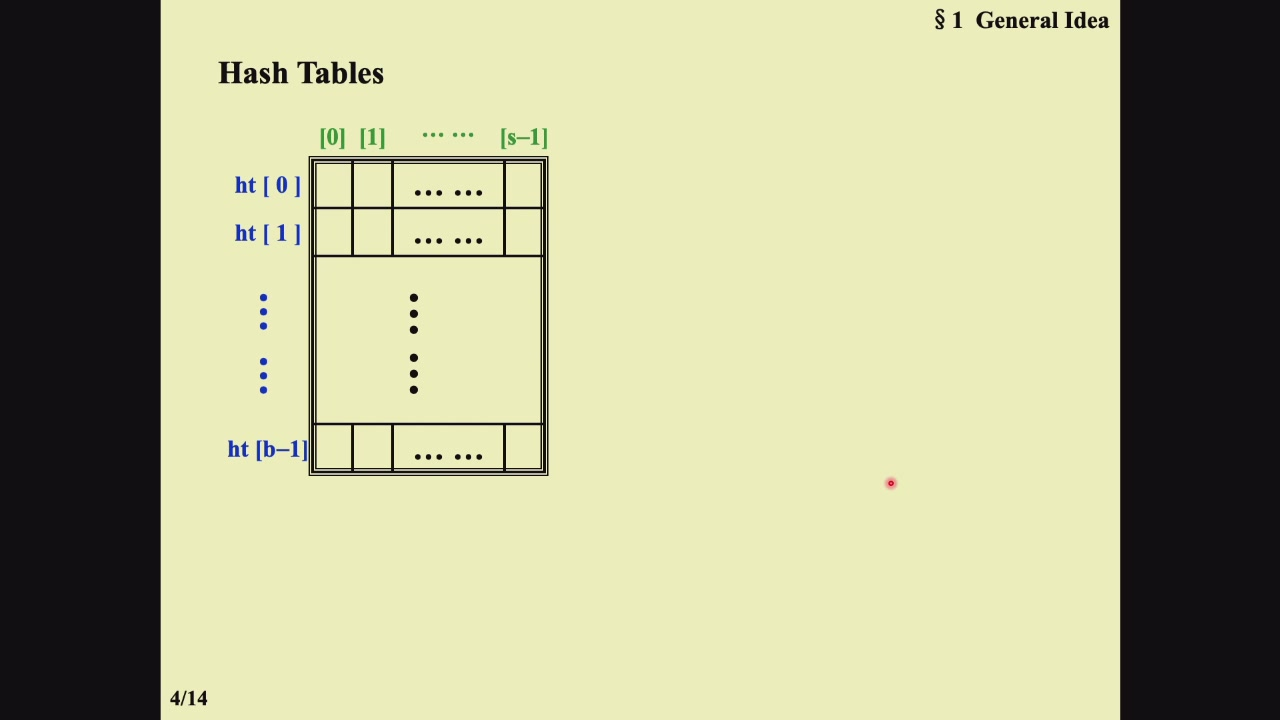 § 1 General Idea
Hash Tables
[0] [1] ··· ··· [s–1]
ht [ 0 ] ... ...
ht [ 1 ] ... ...
ht [b–1] ... ...
4/14